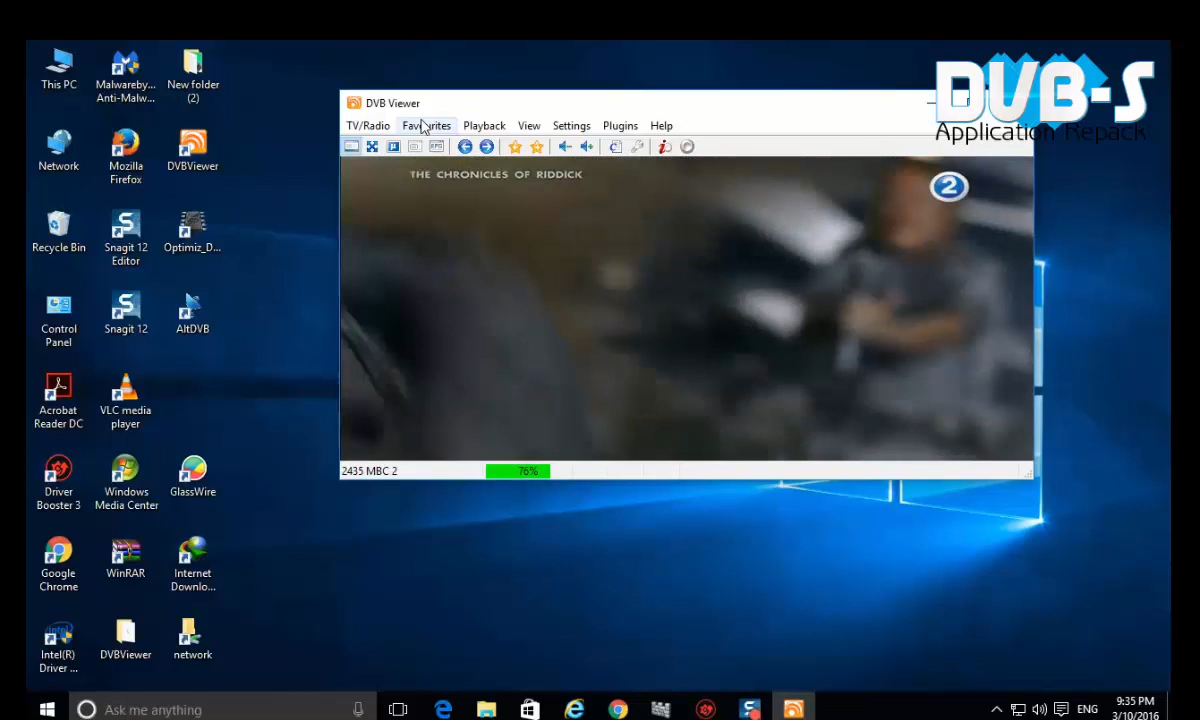 This PC
Malwareby...
Anti-Malw...
New folder
(2)
Network
Mozilla
Firefox
DVBViewer
Recycle Bin
Snagit 12
Editor
Optimiz_D...
Control
Panel
Snagit 12
AltDVB
Acrobat
Reader DC
VLC media
player
Driver
Booster 3
Windows
Media Center
GlassWire
Google
Chrome
WinRAR
Internet
Downlo...
Intel(R)
Driver ...
DVBViewer
network
DVB Viewer
TV/Radio Favourites Playback View Settings Plugins Help
EPG
THE CHRONICLES OF RIDDICK
2
2435 MBC 2
76%
DVB-S
Application Repack
Ask me anything
ENG
9:35 PM
3/10/2016